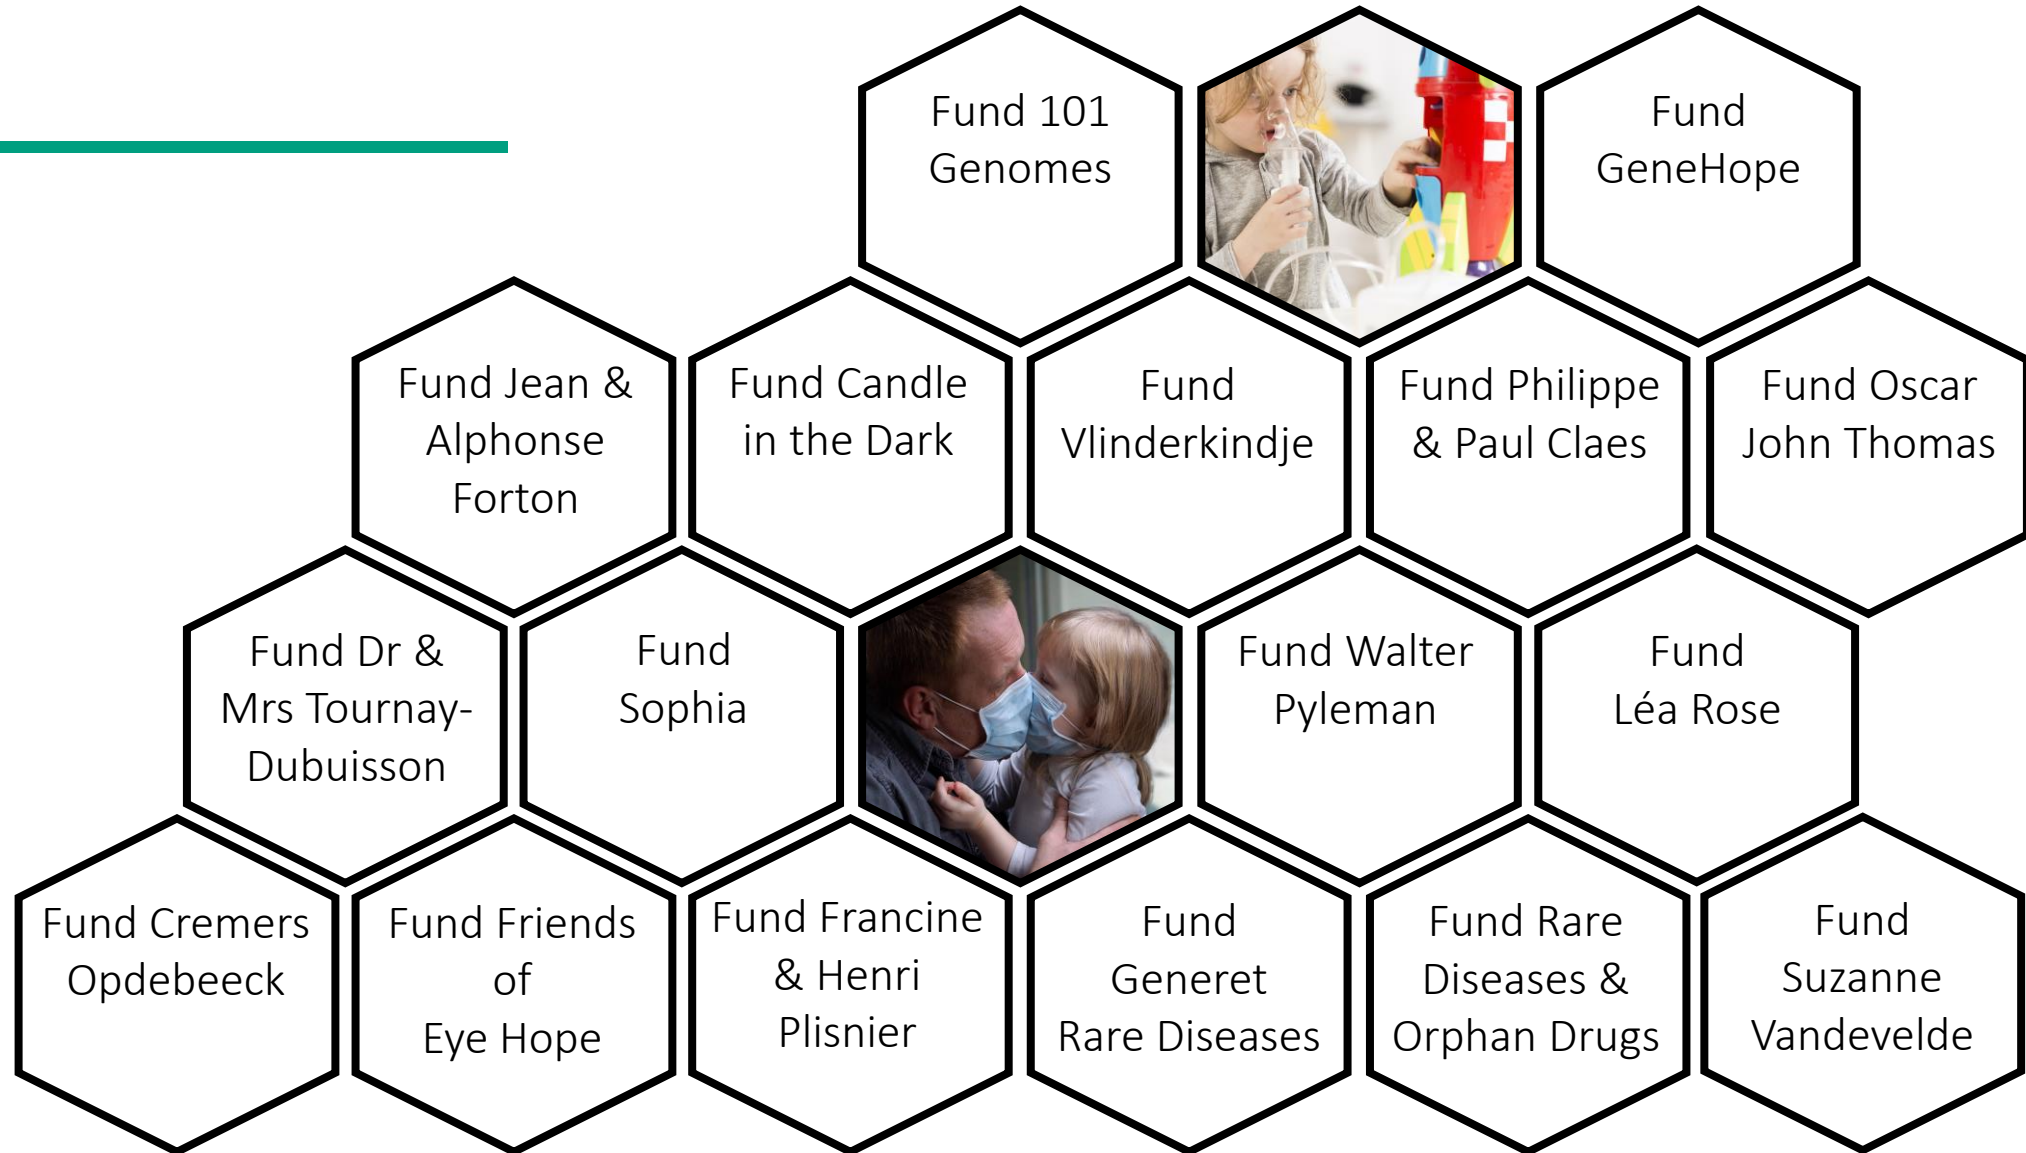 Fund 101
Genomes
Fund
GeneHope
Fund Jean &
Alphonse
Forton
Fund Candle
in the Dark
Fund
Vlinderkindje
Fund Philippe
& Paul Claes
Fund Oscar
John Thomas
Fund Dr &
Mrs Tournay-
Dubuisson
Fund
Sophia
Fund Walter
Pyleman
Fund
Léa Rose
Fund Cremers
Opdebeeck
Fund Friends
of
Eye Hope
Fund Francine
& Henri
Plisnier
Fund
Generet
Rare Diseases
Fund Rare
Diseases &
Orphan Drugs
Fund
Suzanne
Vandevelde